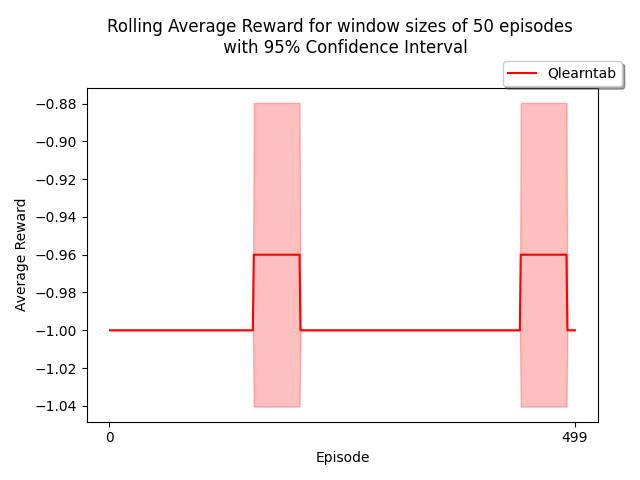 Rolling Average Reward for window sizes of 50 episodes
with 95% Confidence Interval
Qlearntab
−0.88
−0.90
−0.92
−0.94
−0.96
−0.98
−1.00
−1.02
−1.04
Average Reward
0
499
Episode